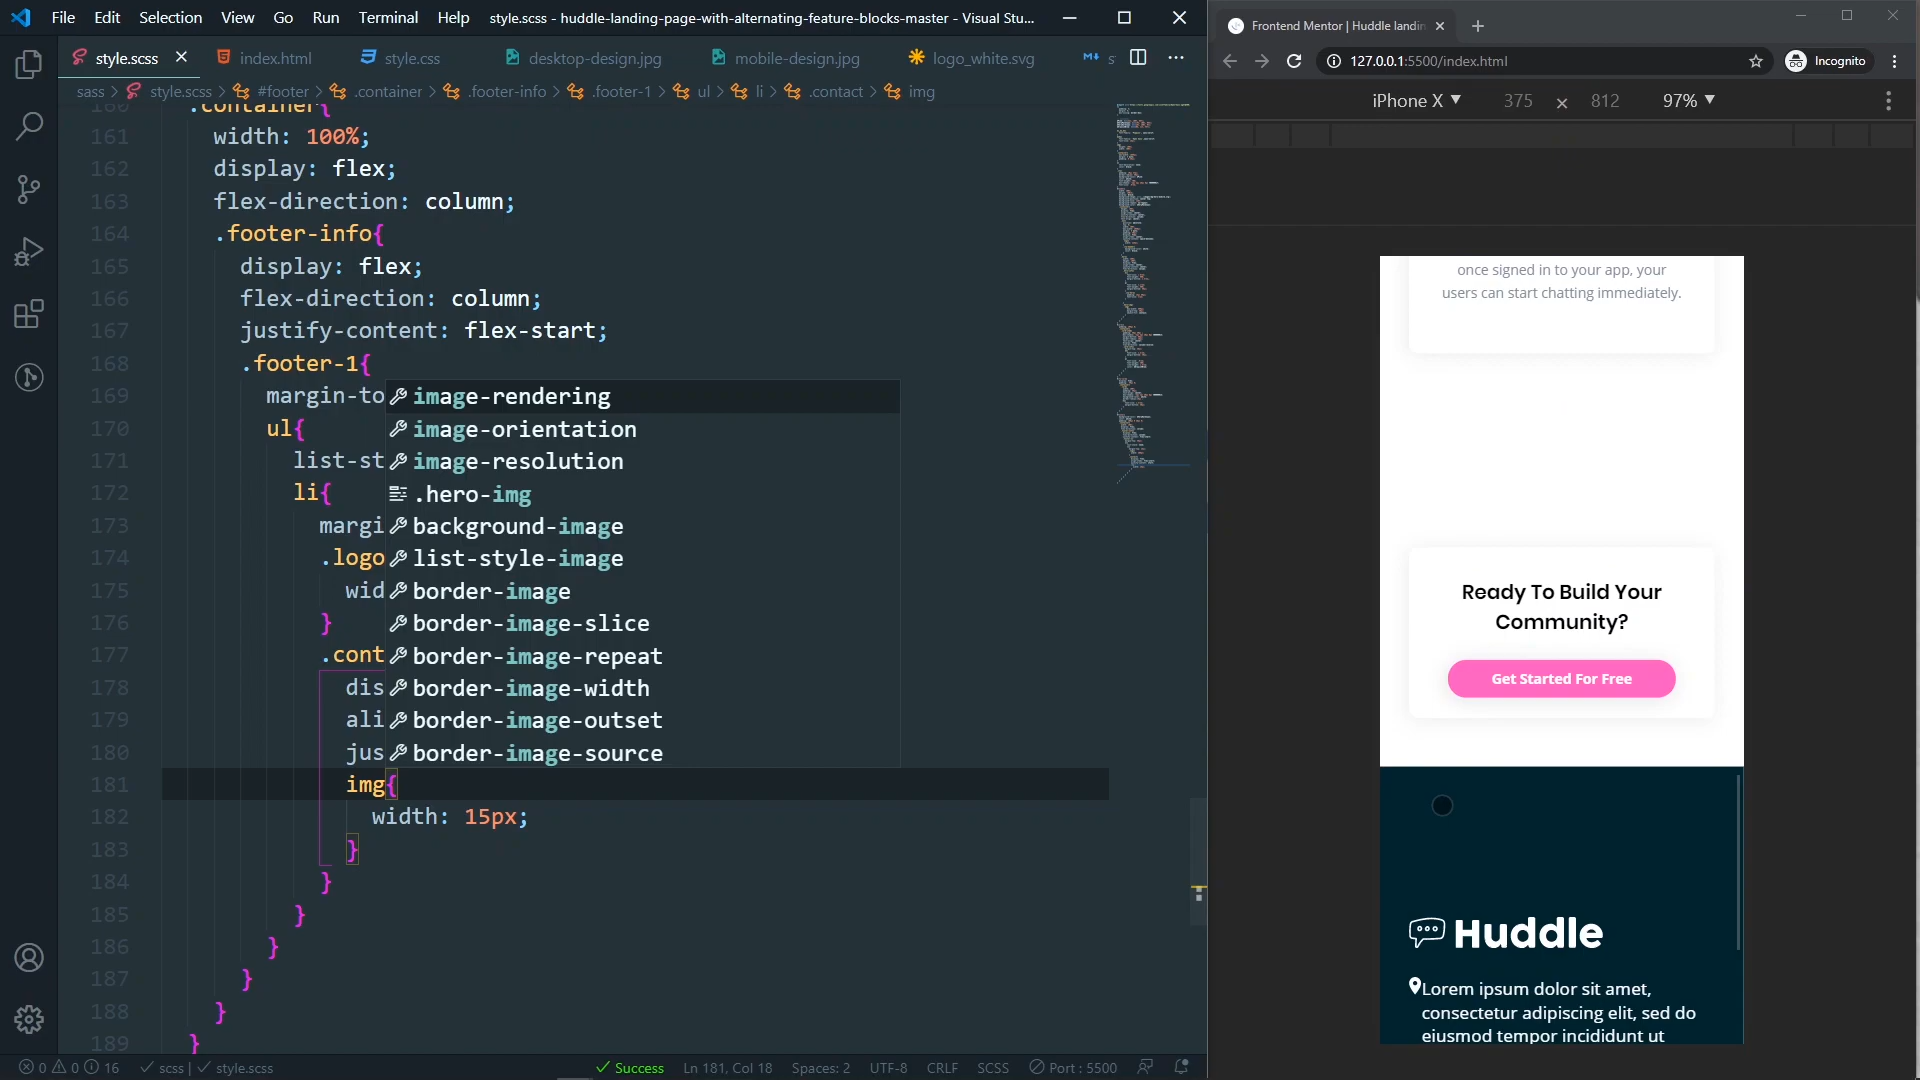 File Edit Selection View Go Run Terminal Help style.scss - huddle-landing-page-with-alternating-feature-blocks-master - Visual Stu...
style.scss index.html style.css desktop-design.jpg mobile-design.jpg logo_white.svg
sass > style.scss > #footer > .container > .footer-info > .footer-1 > ul > li > .contact > img
160 .container{
161 width: 100%;
162 display: flex;
163 flex-direction: column;
164 .footer-info{
165 display: flex;
166 flex-direction: column;
167 justify-content: flex-start;
168 .footer-1{
169 margin-to
170 ul{
171 list-st
172 li{
173 margi
174 .logo
175 wid
176 }
177 .cont
178 dis
179 ali
180 jus
181 img{
182 width: 15px;
183 }
184 }
185 }
186 }
187 }
188 }
189 }
image-rendering
image-orientation
image-resolution
.hero-img
background-image
list-style-image
border-image
border-image-slice
border-image-repeat
border-image-width
border-image-outset
border-image-source
0 0 16 scss | style.scss Success Ln 181, Col 18 Spaces: 2 UTF-8 CRLF SCSS Port : 5500
Frontend Mentor | Huddle landin
127.0.0.1:5500/index.html Incognito
iPhone X 375 × 812 97%
once signed in to your app, your
users can start chatting immediately.
Ready To Build Your
Community?
Get Started For Free
Huddle
Lorem ipsum dolor sit amet,
consectetur adipiscing elit, sed do
eiusmod tempor incididunt ut